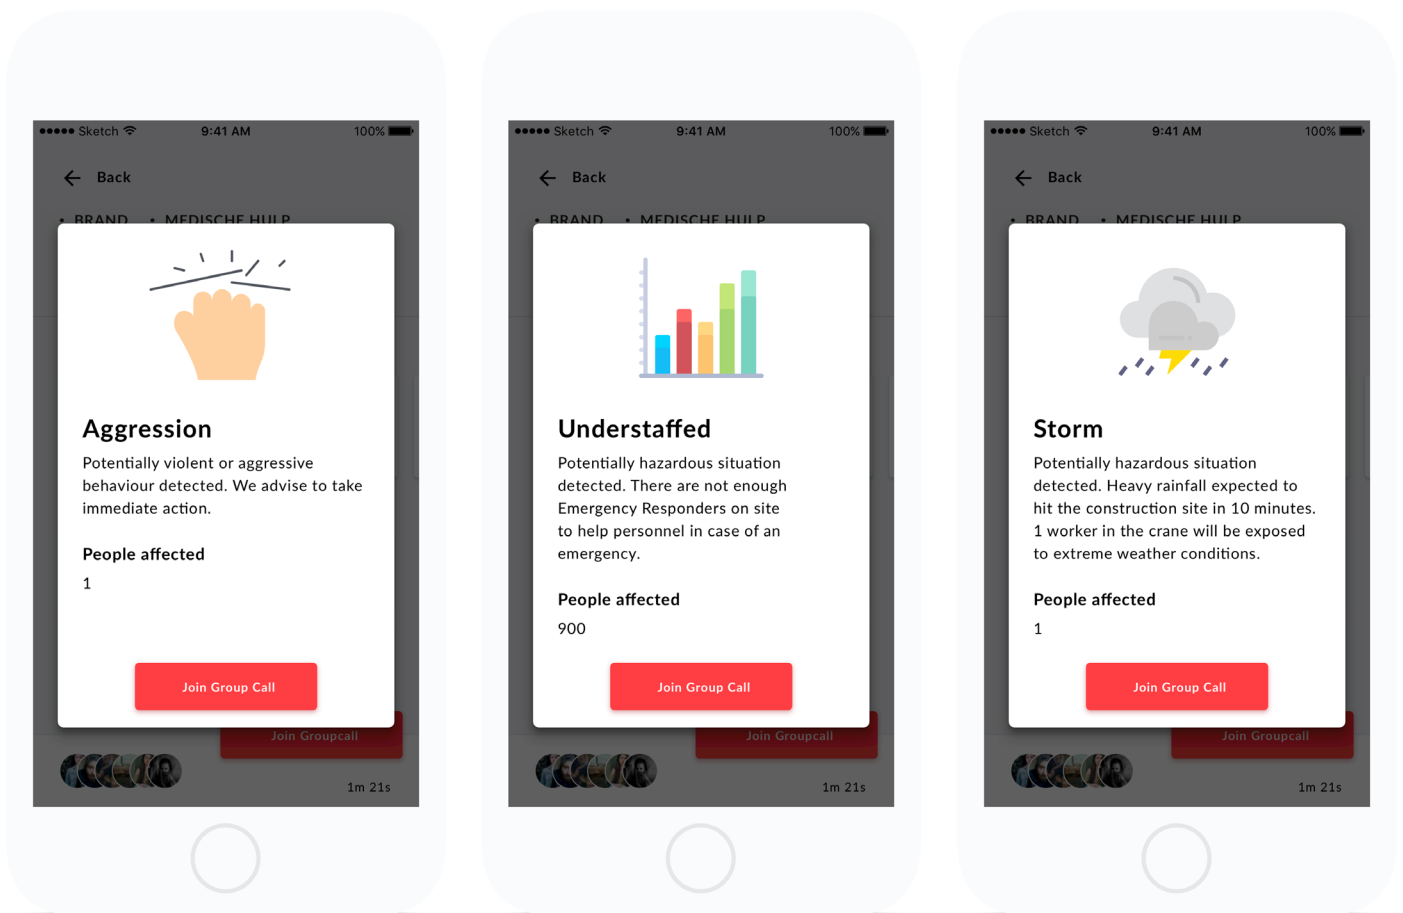 Sketch 9:41 AM 100%
Back
• BRAND • MEDISCHE HULP
Aggression
Potentially violent or aggressive
behaviour detected. We advise to take
immediate action.
People affected
1
Join Group Call
Join Groupcall
1m 21s
Sketch 9:41 AM 100%
Back
• BRAND • MEDISCHE HULP
Understaffed
Potentially hazardous situation
detected. There are not enough
Emergency Responders on site
to help personnel in case of an
emergency.
People affected
900
Join Group Call
Join Groupcall
1m 21s
Sketch 9:41 AM 100%
Back
• BRAND • MEDISCHE HULP
Storm
Potentially hazardous situation
detected. Heavy rainfall expected to
hit the construction site in 10 minutes.
1 worker in the crane will be exposed
to extreme weather conditions.
People affected
1
Join Group Call
Join Groupcall
1m 21s